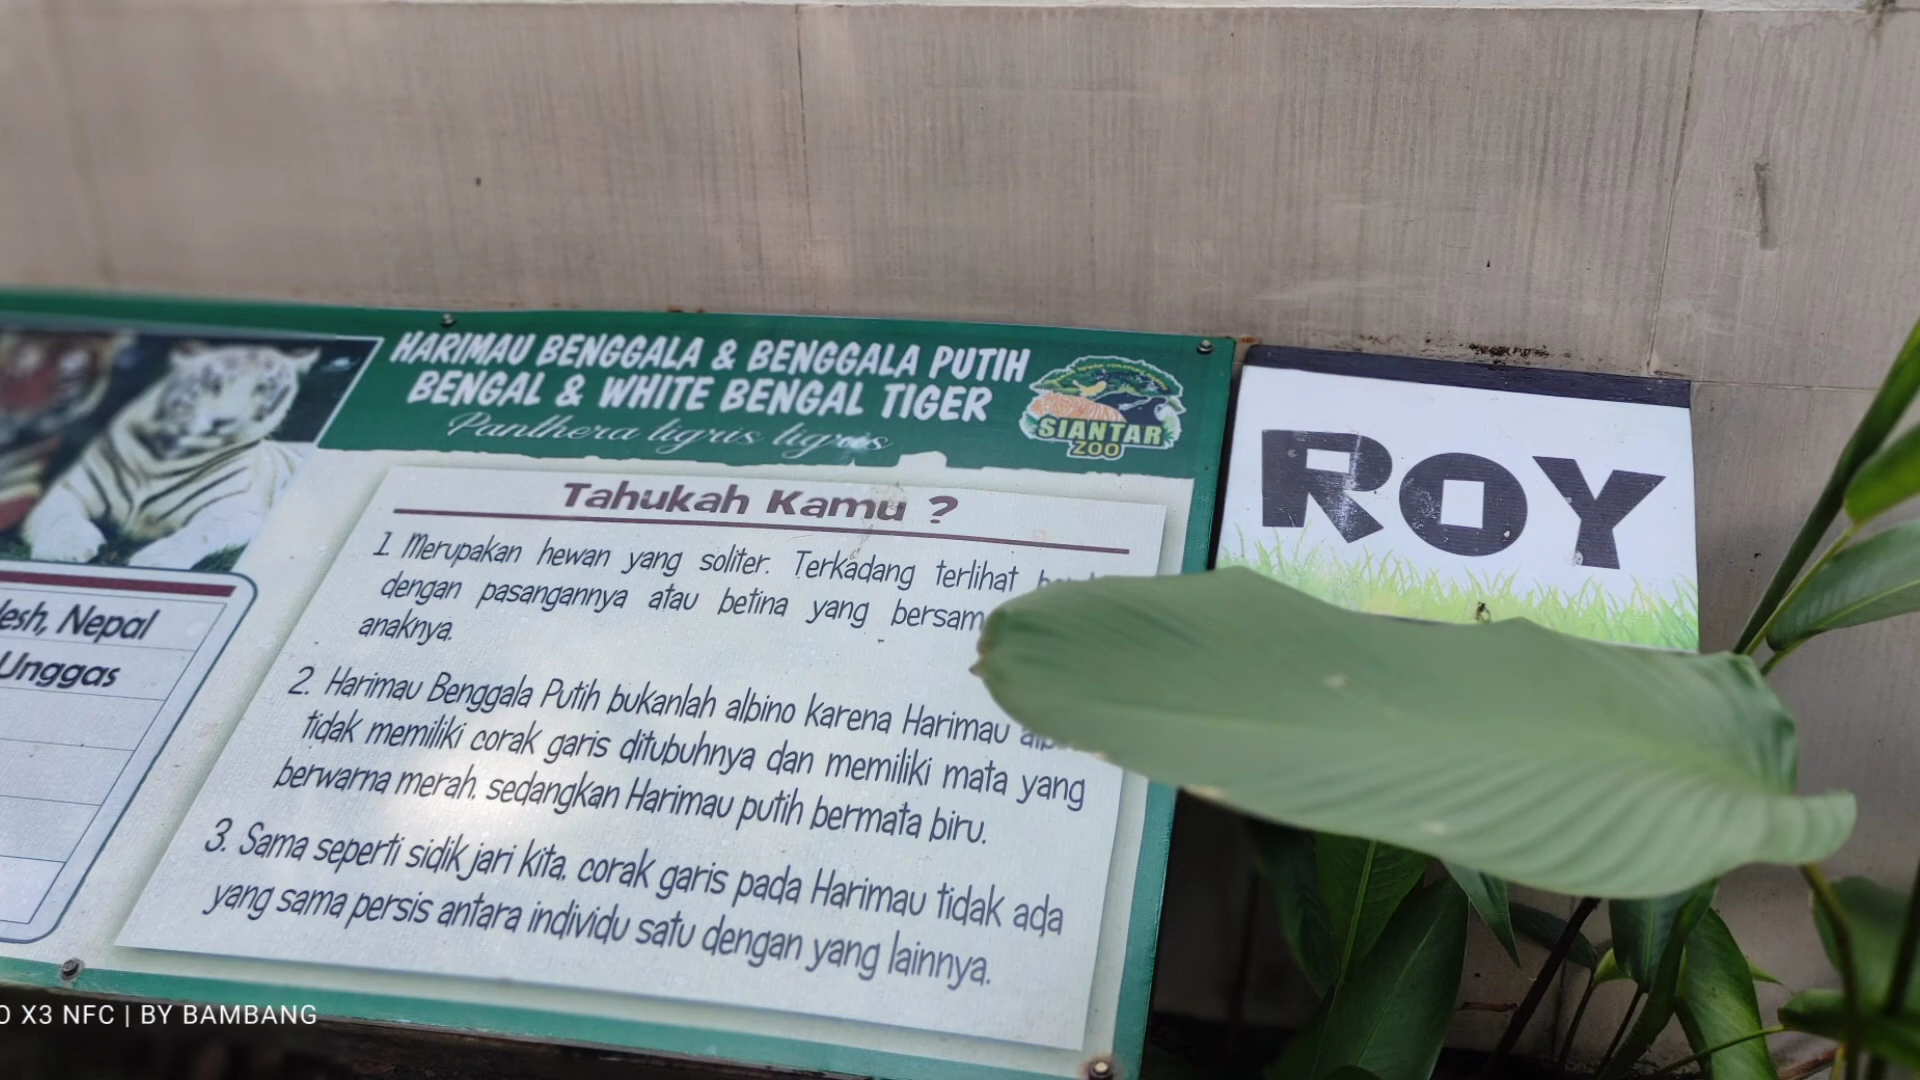 HARIMAU BENGGALA & BENGGALA PUTIH
BENGAL & WHITE BENGAL TIGER
Panthera tigris tigris
SIANTAR
ZOO
Tahukah Kamu ?
1. Merupakan hewan yang soliter. Terkadang terlihat
dengan pasangannya atau betina yang
anaknya.
2. Harimau Benggala Putih bukanlah albino karena Harimau
tidak memiliki corak garis ditubuhnya dan memiliki mata yang
berwarna merah, sedangkan Harimau putih bermata biru.
3. Sama seperti sidik jari kita, corak garis pada Harimau tidak ada
yang sama persis antara individu satu dengan yang lainnya.
Nepal
Unggas
ROY
X3 NFC | BY BAMBANG